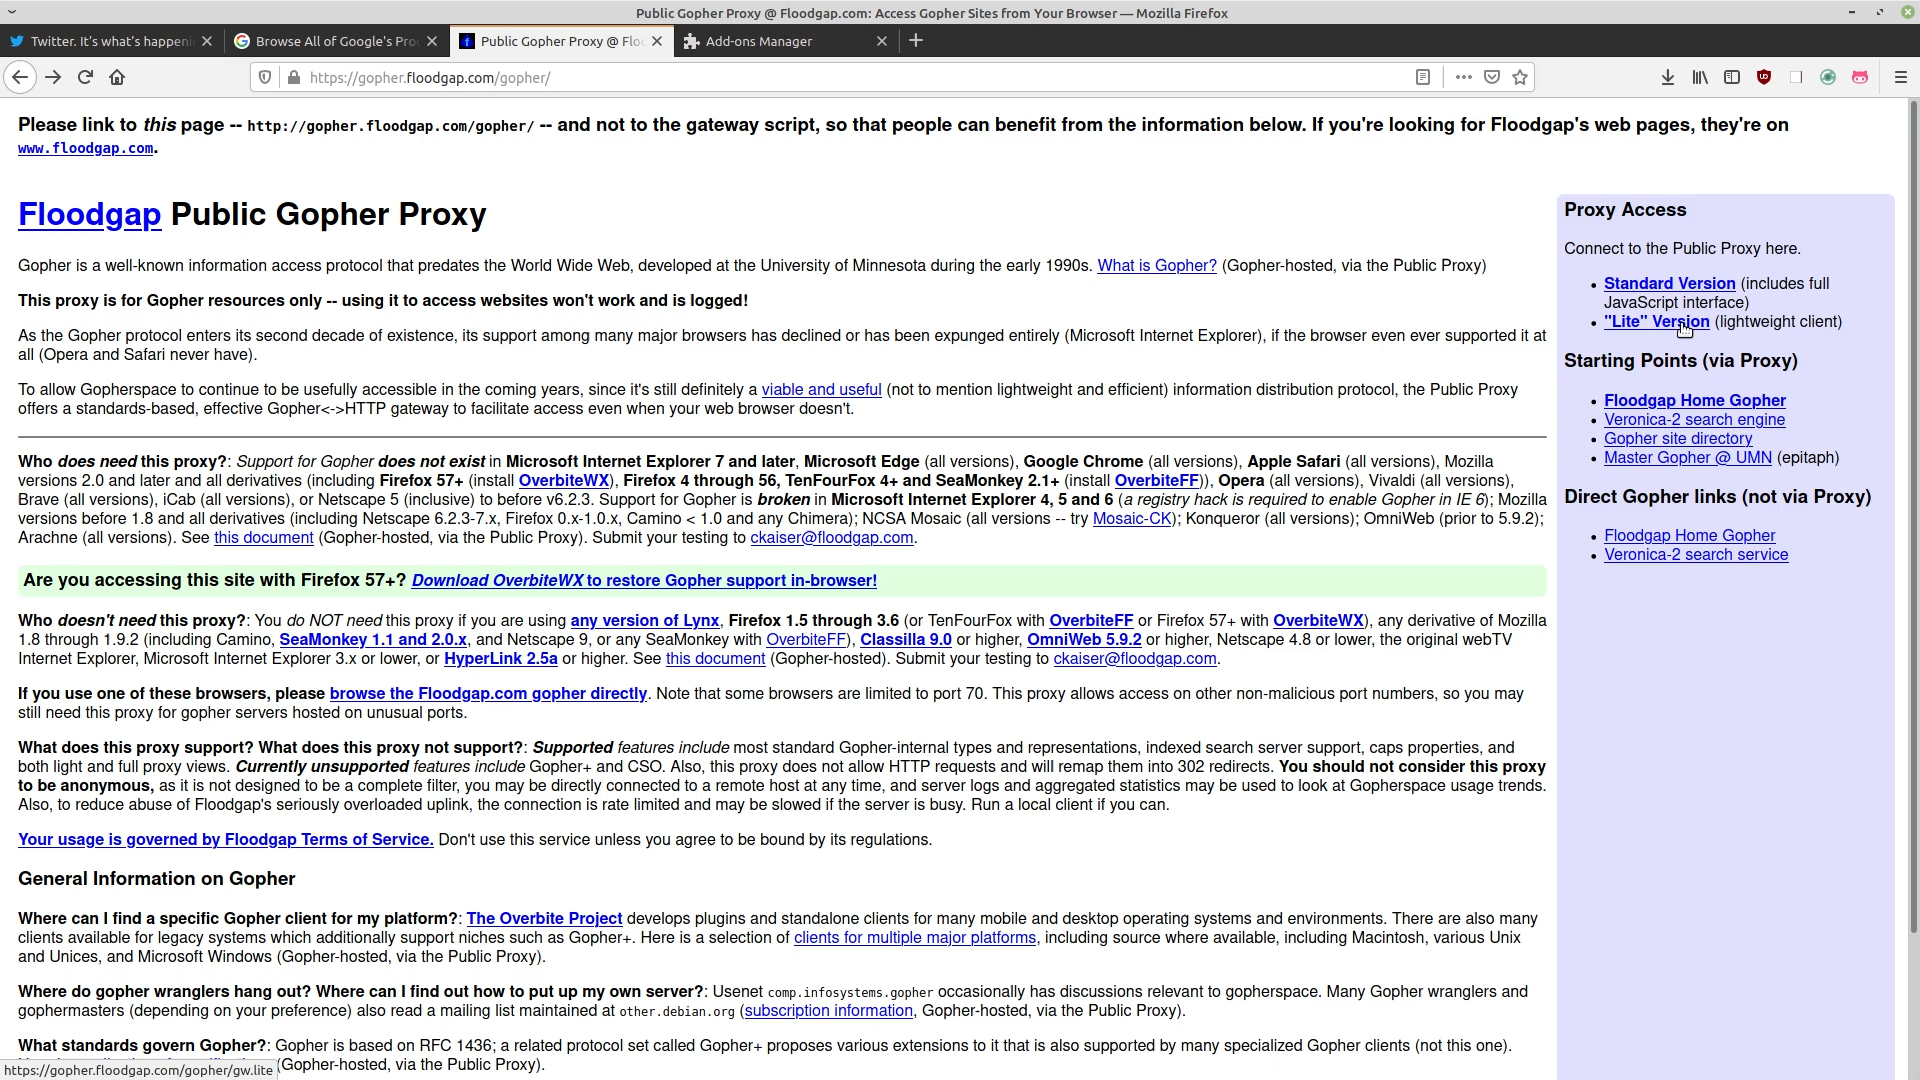 Public Gopher Proxy @ Floodgap.com: Access Gopher Sites from Your Browser — Mozilla Firefox
Twitter. It's what's happeni
Browse All of Google's Pro
Public Gopher Proxy @ Floo
Add-ons Manager
https://gopher.floodgap.com/gopher/
Please link to this page -- http://gopher.floodgap.com/gopher/ -- and not to the gateway script, so that people can benefit from the information below. If you're looking for Floodgap's web pages, they're on
www.floodgap.com.
Floodgap Public Gopher Proxy
Gopher is a well-known information access protocol that predates the World Wide Web, developed at the University of Minnesota during the early 1990s. What is Gopher? (Gopher-hosted, via the Public Proxy)
This proxy is for Gopher resources only -- using it to access websites won't work and is logged!
As the Gopher protocol enters its second decade of existence, its support among many major browsers has declined or has been expunged entirely (Microsoft Internet Explorer), if the browser even ever supported it at
all (Opera and Safari never have).
To allow Gopherspace to continue to be usefully accessible in the coming years, since it's still definitely a viable and useful (not to mention lightweight and efficient) information distribution protocol, the Public Proxy
offers a standards-based, effective Gopher<->HTTP gateway to facilitate access even when your web browser doesn't.
Who does need this proxy?: Support for Gopher does not exist in Microsoft Internet Explorer 7 and later, Microsoft Edge (all versions), Google Chrome (all versions), Apple Safari (all versions), Mozilla
versions 2.0 and later and all derivatives (including Firefox 57+ (install OverbiteWX), Firefox 4 through 56, TenFourFox 4+ and SeaMonkey 2.1+ (install OverbiteFF)), Opera (all versions), Vivaldi (all versions),
Brave (all versions), iCab (all versions), or Netscape 5 (inclusive) to before v6.2.3. Support for Gopher is broken in Microsoft Internet Explorer 4, 5 and 6 (a registry hack is required to enable Gopher in IE 6); Mozilla
versions before 1.8 and all derivatives (including Netscape 6.2.3-7.x, Firefox 0.x-1.0.x, Camino < 1.0 and any Chimera); NCSA Mosaic (all versions -- try Mosaic-CK); Konqueror (all versions); OmniWeb (prior to 5.9.2);
Arachne (all versions). See this document (Gopher-hosted, via the Public Proxy). Submit your testing to ckaiser@floodgap.com.
Are you accessing this site with Firefox 57+? Download OverbiteWX to restore Gopher support in-browser!
Who doesn't need this proxy?: You do NOT need this proxy if you are using any version of Lynx, Firefox 1.5 through 3.6 (or TenFourFox with OverbiteFF or Firefox 57+ with OverbiteWX), any derivative of Mozilla
1.8 through 1.9.2 (including Camino, SeaMonkey 1.1 and 2.0.x, and Netscape 9, or any SeaMonkey with OverbiteFF), Classilla 9.0 or higher, OmniWeb 5.9.2 or higher, Netscape 4.8 or lower, the original webTV
Internet Explorer, Microsoft Internet Explorer 3.x or lower, or HyperLink 2.5a or higher. See this document (Gopher-hosted). Submit your testing to ckaiser@floodgap.com.
If you use one of these browsers, please browse the Floodgap.com gopher directly. Note that some browsers are limited to port 70. This proxy allows access on other non-malicious port numbers, so you may
still need this proxy for gopher servers hosted on unusual ports.
What does this proxy support? What does this proxy not support?: Supported features include most standard Gopher-internal types and representations, indexed search server support, caps properties, and
both light and full proxy views. Currently unsupported features include Gopher+ and CSO. Also, this proxy does not allow HTTP requests and will remap them into 302 redirects. You should not consider this proxy
to be anonymous, as it is not designed to be a complete filter, you may be directly connected to a remote host at any time, and server logs and aggregated statistics may be used to look at Gopherspace usage trends.
Also, to reduce abuse of Floodgap's seriously overloaded uplink, the connection is rate limited and may be slowed if the server is busy. Run a local client if you can.
Your usage is governed by Floodgap Terms of Service. Don't use this service unless you agree to be bound by its regulations.
General Information on Gopher
Where can I find a specific Gopher client for my platform?: The Overbite Project develops plugins and standalone clients for many mobile and desktop operating systems and environments. There are also many
clients available for legacy systems which additionally support niches such as Gopher+. Here is a selection of clients for multiple major platforms, including source where available, including Macintosh, various Unix
and Unices, and Microsoft Windows (Gopher-hosted, via the Public Proxy).
Where do gopher wranglers hang out? Where can I find out how to put up my own server?: Usenet comp.infosystems.gopher occasionally has discussions relevant to gopherspace. Many Gopher wranglers and
gophermasters (depending on your preference) also read a mailing list maintained at other.debian.org (subscription information, Gopher-hosted, via the Public Proxy).
What standards govern Gopher?: Gopher is based on RFC 1436; a related protocol set called Gopher+ proposes various extensions to it that is also supported by many specialized Gopher clients (not this one).
(Gopher-hosted, via the Public Proxy).
https://gopher.floodgap.com/gopher/gw.lite
Proxy Access
Connect to the Public Proxy here.
• Standard Version (includes full
JavaScript interface)
• "Lite" Version (lightweight client)
Starting Points (via Proxy)
• Floodgap Home Gopher
• Veronica-2 search engine
• Gopher site directory
• Master Gopher @ UMN (epitaph)
Direct Gopher links (not via Proxy)
• Floodgap Home Gopher
• Veronica-2 search service